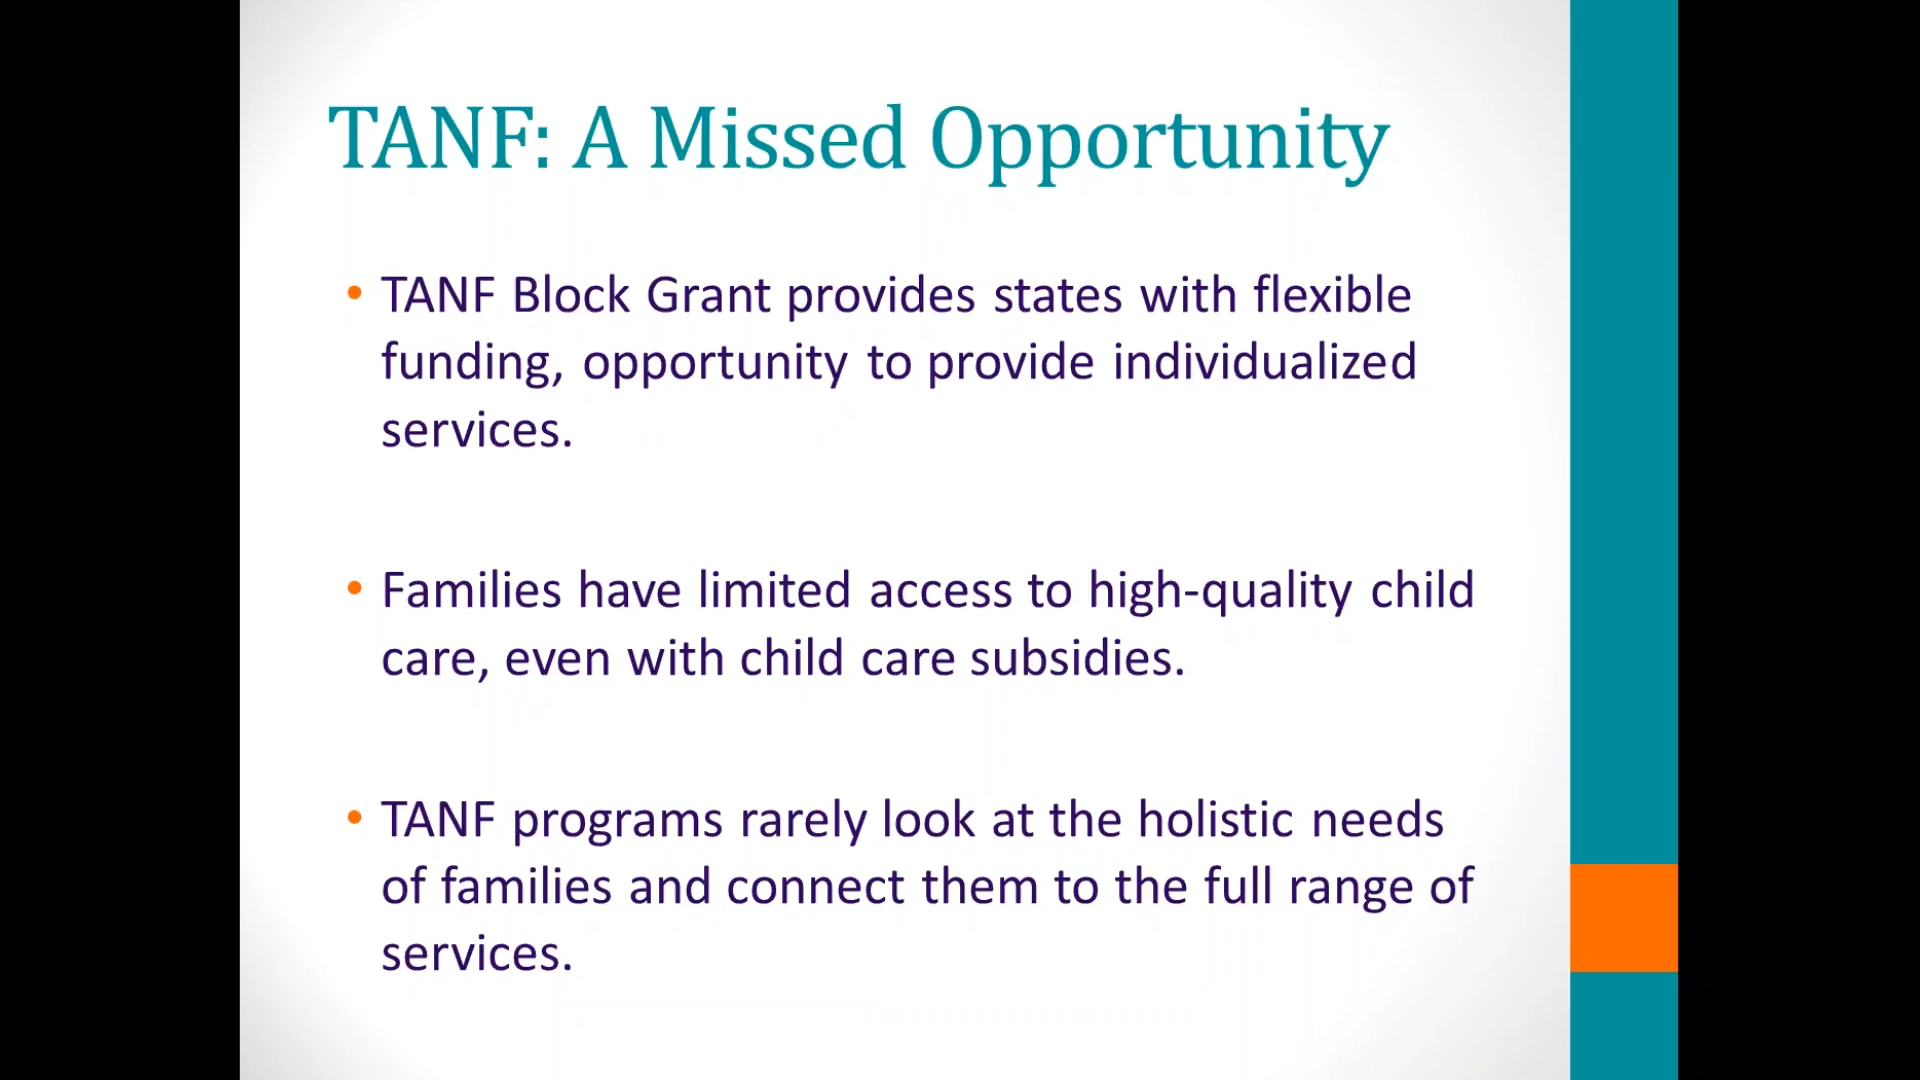 TANF: A Missed Opportunity
• TANF Block Grant provides states with flexible
funding, opportunity to provide individualized
services.
• Families have limited access to high-quality child
care, even with child care subsidies.
• TANF programs rarely look at the holistic needs
of families and connect them to the full range of
services.